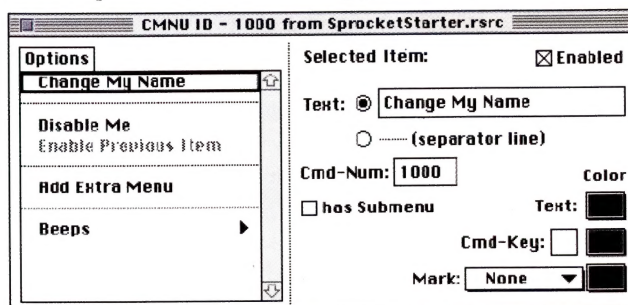 CMNU ID - 1000 from SprocketStarter.rsrc
Options
Change My Name
Disable Me
Enable Previous Item
Add Extra Menu
Beeps
Selected Item:
Enabled
Text:
Change My Name
(separator line)
Cmd-Num: 1000
Color
has Submenu
Text:
Cmd-Key:
Mark: None